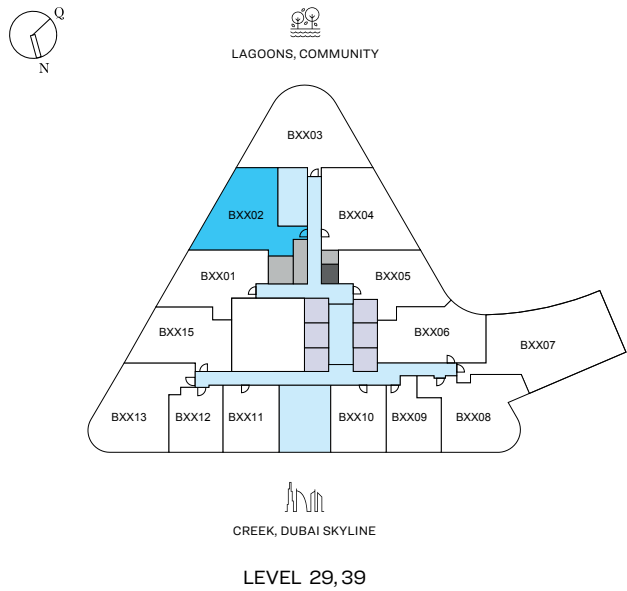 Q
N
LAGOONS, COMMUNITY
BXX03
BXX02
BXX04
BXX01
BXX05
BXX15
BXX06
BXX07
BXX13
BXX12
BXX11
BXX10
BXX09
BXX08
CREEK, DUBAI SKYLINE
LEVEL 29,39